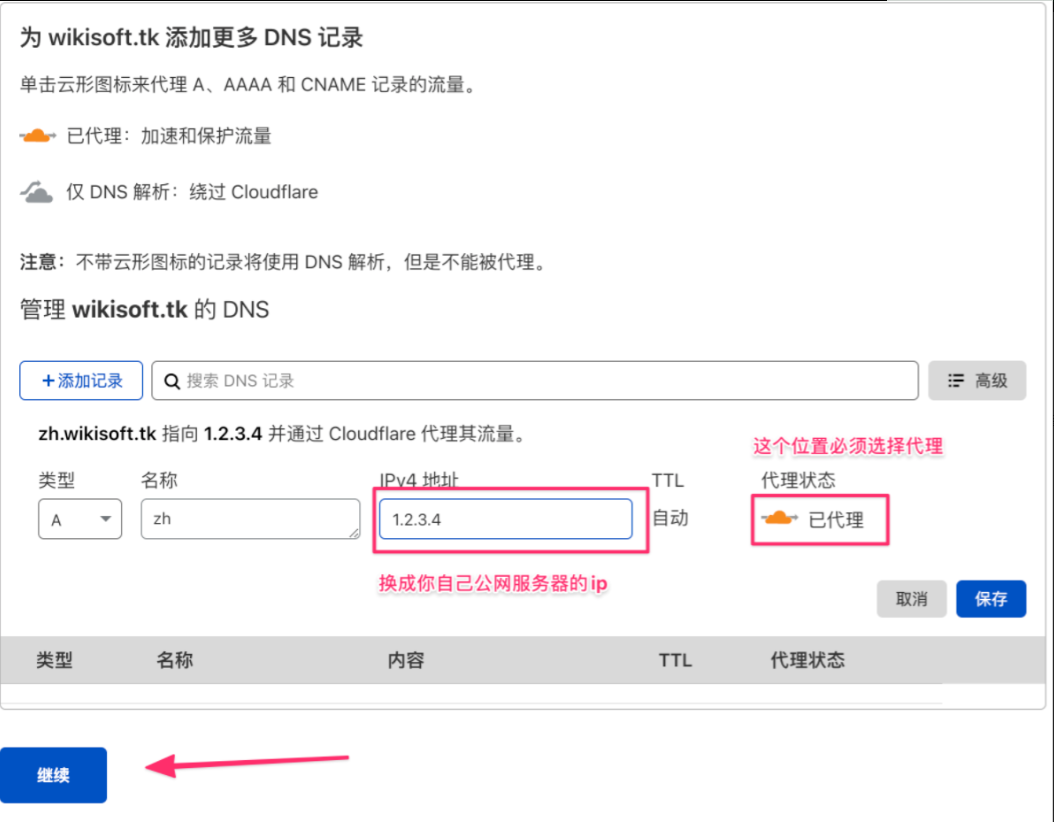 为 wikisoft.tk 添加更多 DNS 记录
单击云形图标来代理 A、AAAA 和 CNAME 记录的流量。
已代理：加速和保护流量
仅 DNS 解析：绕过 Cloudflare
注意：不带云形图标的记录将使用 DNS 解析，但是不能被代理。
管理 wikisoft.tk 的 DNS
+添加记录 搜索 DNS 记录 高级
zh.wikisoft.tk 指向 1.2.3.4 并通过 Cloudflare 代理其流量。
这个位置必须选择代理
类型 名称 IPv4 地址 TTL 代理状态
A zh 1.2.3.4 自动 已代理
换成你自己公网服务器的ip
取消 保存
类型 名称 内容 TTL 代理状态
继续